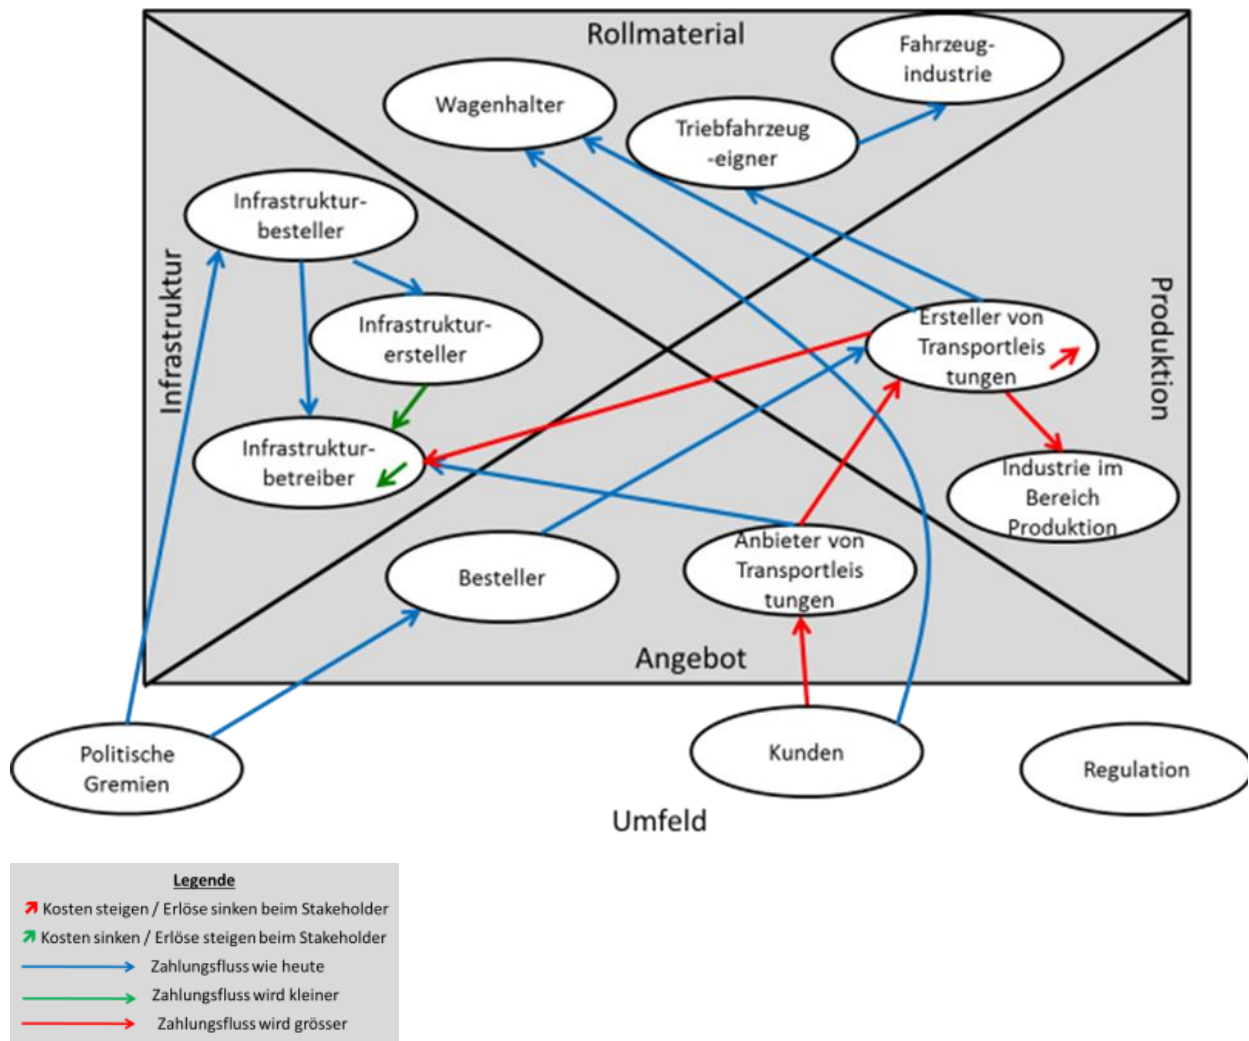 Rollmaterial
Fahrzeug-
industrie
Wagenhalter
Triebfahrzeug
-eigner
Infrastruktur-
besteller
Infrastruktur
Infrastruktur-
ersteller
Produktion
Ersteller von
Transportleis
tungen
Infrastruktur-
betreiber
Industrie im
Bereich
Produktion
Besteller
Anbieter von
Transportleis
tungen
Angebot
Politische
Gremien
Kunden
Regulation
Umfeld
Legende
Kosten steigen / Erlöse sinken beim Stakeholder
Kosten sinken / Erlöse steigen beim Stakeholder
Zahlungsfluss wie heute
Zahlungsfluss wird kleiner
Zahlungsfluss wird grösser